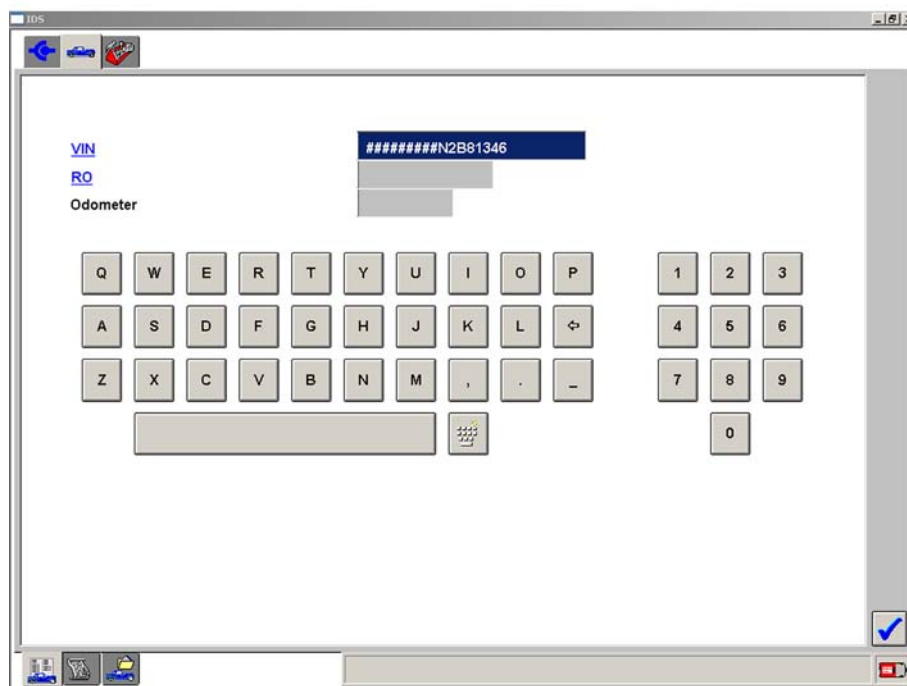 IDS
VIN #########N2B81346
RO
Odometer
Q W E R T Y U I O P 1 2 3
A S D F G H J K L 4 5 6
Z X C V B N M , . _ 7 8 9
0